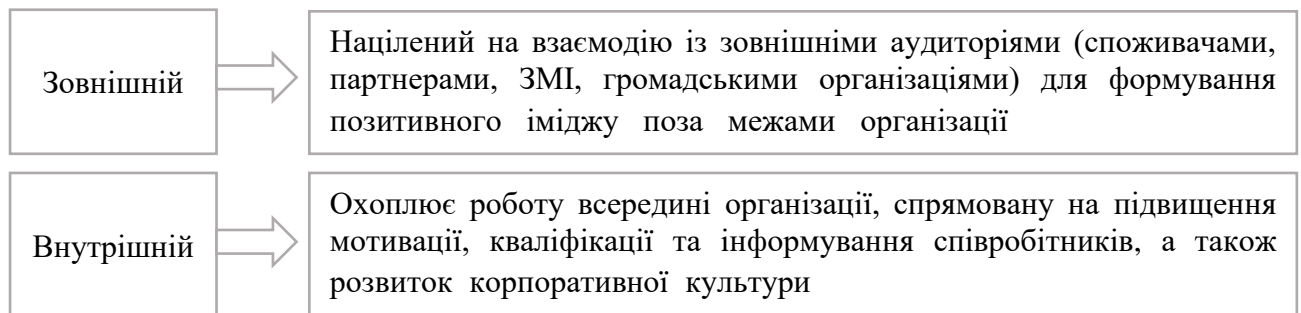 Зовнішній
Націлений на взаємодію із зовнішніми аудиторіями (споживачами,
партнерами, ЗМІ, громадськими організаціями) для формування
позитивного іміджу поза межами організації
Внутрішній
Охоплює роботу всередині організації, спрямовану на підвищення
мотивації, кваліфікації та інформування співробітників, а також
розвиток корпоративної культури